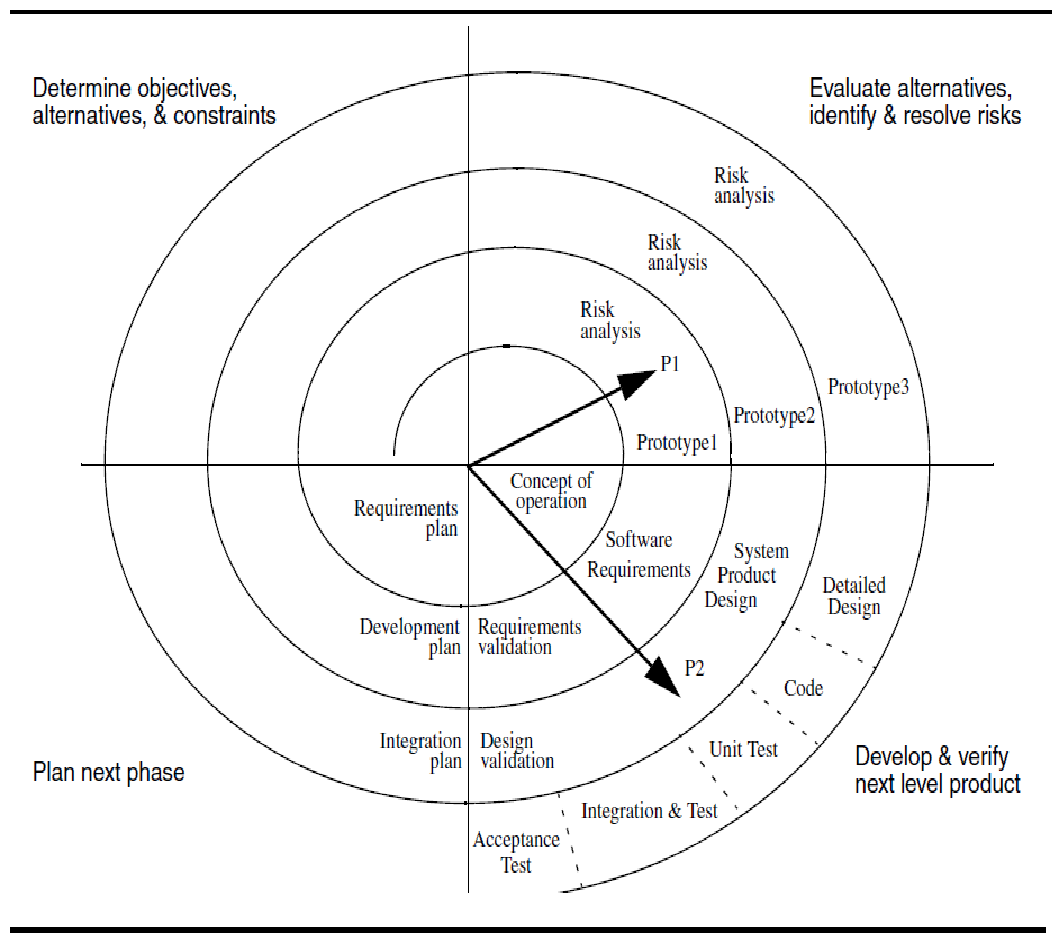 Determine objectives,
alternatives, & constraints
Evaluate alternatives,
identify & resolve risks
Risk
analysis
Risk
analysis
Risk
analysis
P1
Prototype3
Prototype2
Prototype1
Concept of
operation
Requirements
plan
Software
Requirements
System
Product
Design
Detailed
Design
Development
plan
Requirements
validation
P2
Code
Integration
plan
Design
validation
Unit Test
Plan next phase
Develop & verify
next level product
Integration & Test
Acceptance
Test